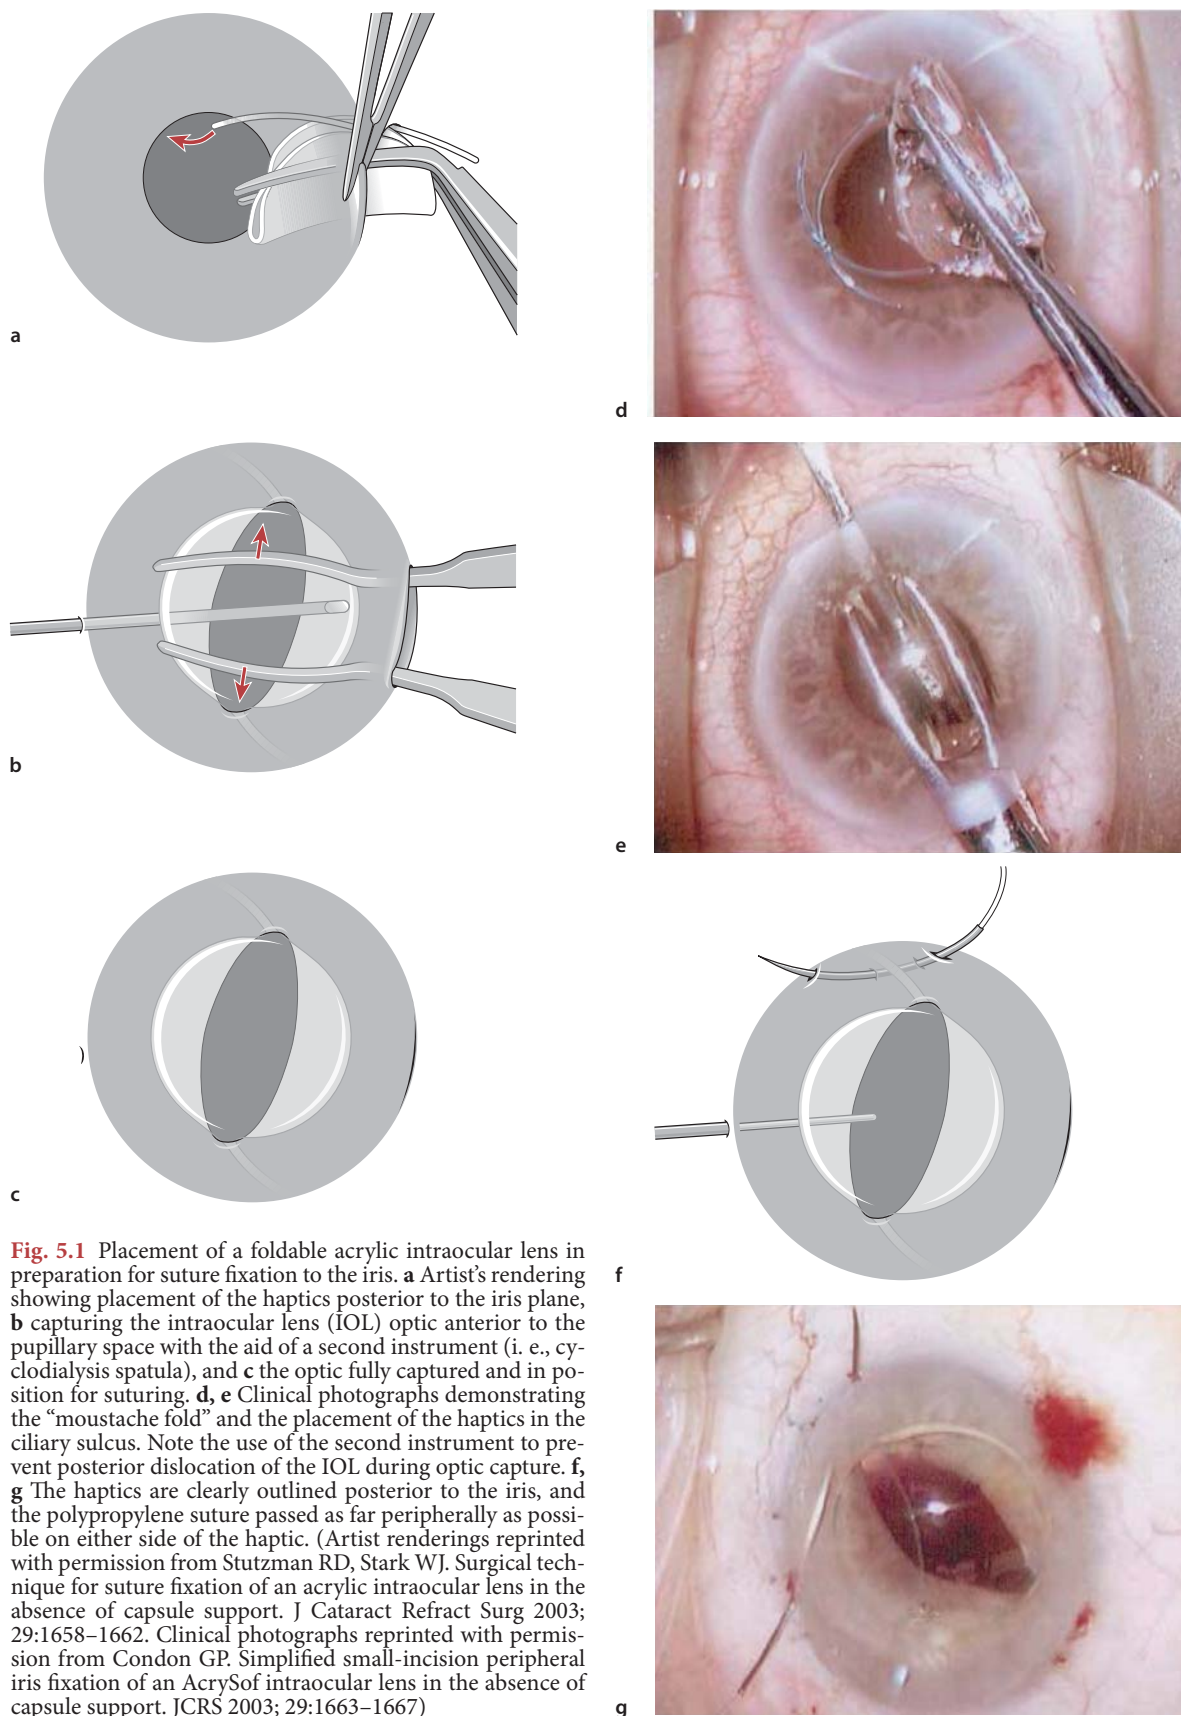 a
d
b
e
c
f
Fig. 5.1 Placement of a foldable acrylic intraocular lens in
preparation for suture fixation to the iris. a Artist’s rendering
showing placement of the haptics posterior to the iris plane,
b capturing the intraocular lens (IOL) optic anterior to the
pupillary space with the aid of a second instrument (i. e., cy-
clodialysis spatula), and c the optic fully captured and in po-
sition for suturing. d, e Clinical photographs demonstrating
the “moustache fold” and the placement of the haptics in the
ciliary sulcus. Note the use of the second instrument to pre-
vent posterior dislocation of the IOL during optic capture. f,
g The haptics are clearly outlined posterior to the iris, and
the polypropylene suture passed as far peripherally as possi-
ble on either side of the haptic. (Artist renderings reprinted
with permission from Stutzman RD, Stark WJ. Surgical tech-
nique for suture fixation of an acrylic intraocular lens in the
absence of capsule support. J Cataract Refract Surg 2003;
29:1658–1662. Clinical photographs reprinted with permis-
sion from Condon GP. Simplified small-incision peripheral
iris fixation of an AcrySof intraocular lens in the absence of
capsule support. JCRS 2003; 29:1663–1667)
g